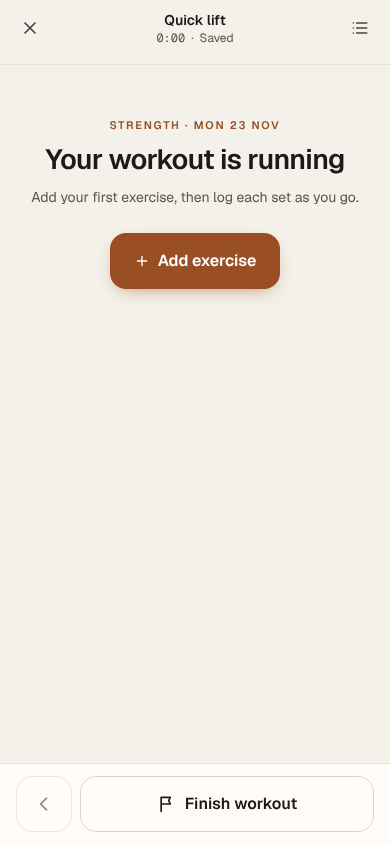 Quick lift
0:00 · Saved
STRENGTH · MON 23 NOV
Your workout is running
Add your first exercise, then log each set as you go.
Add exercise
Finish workout